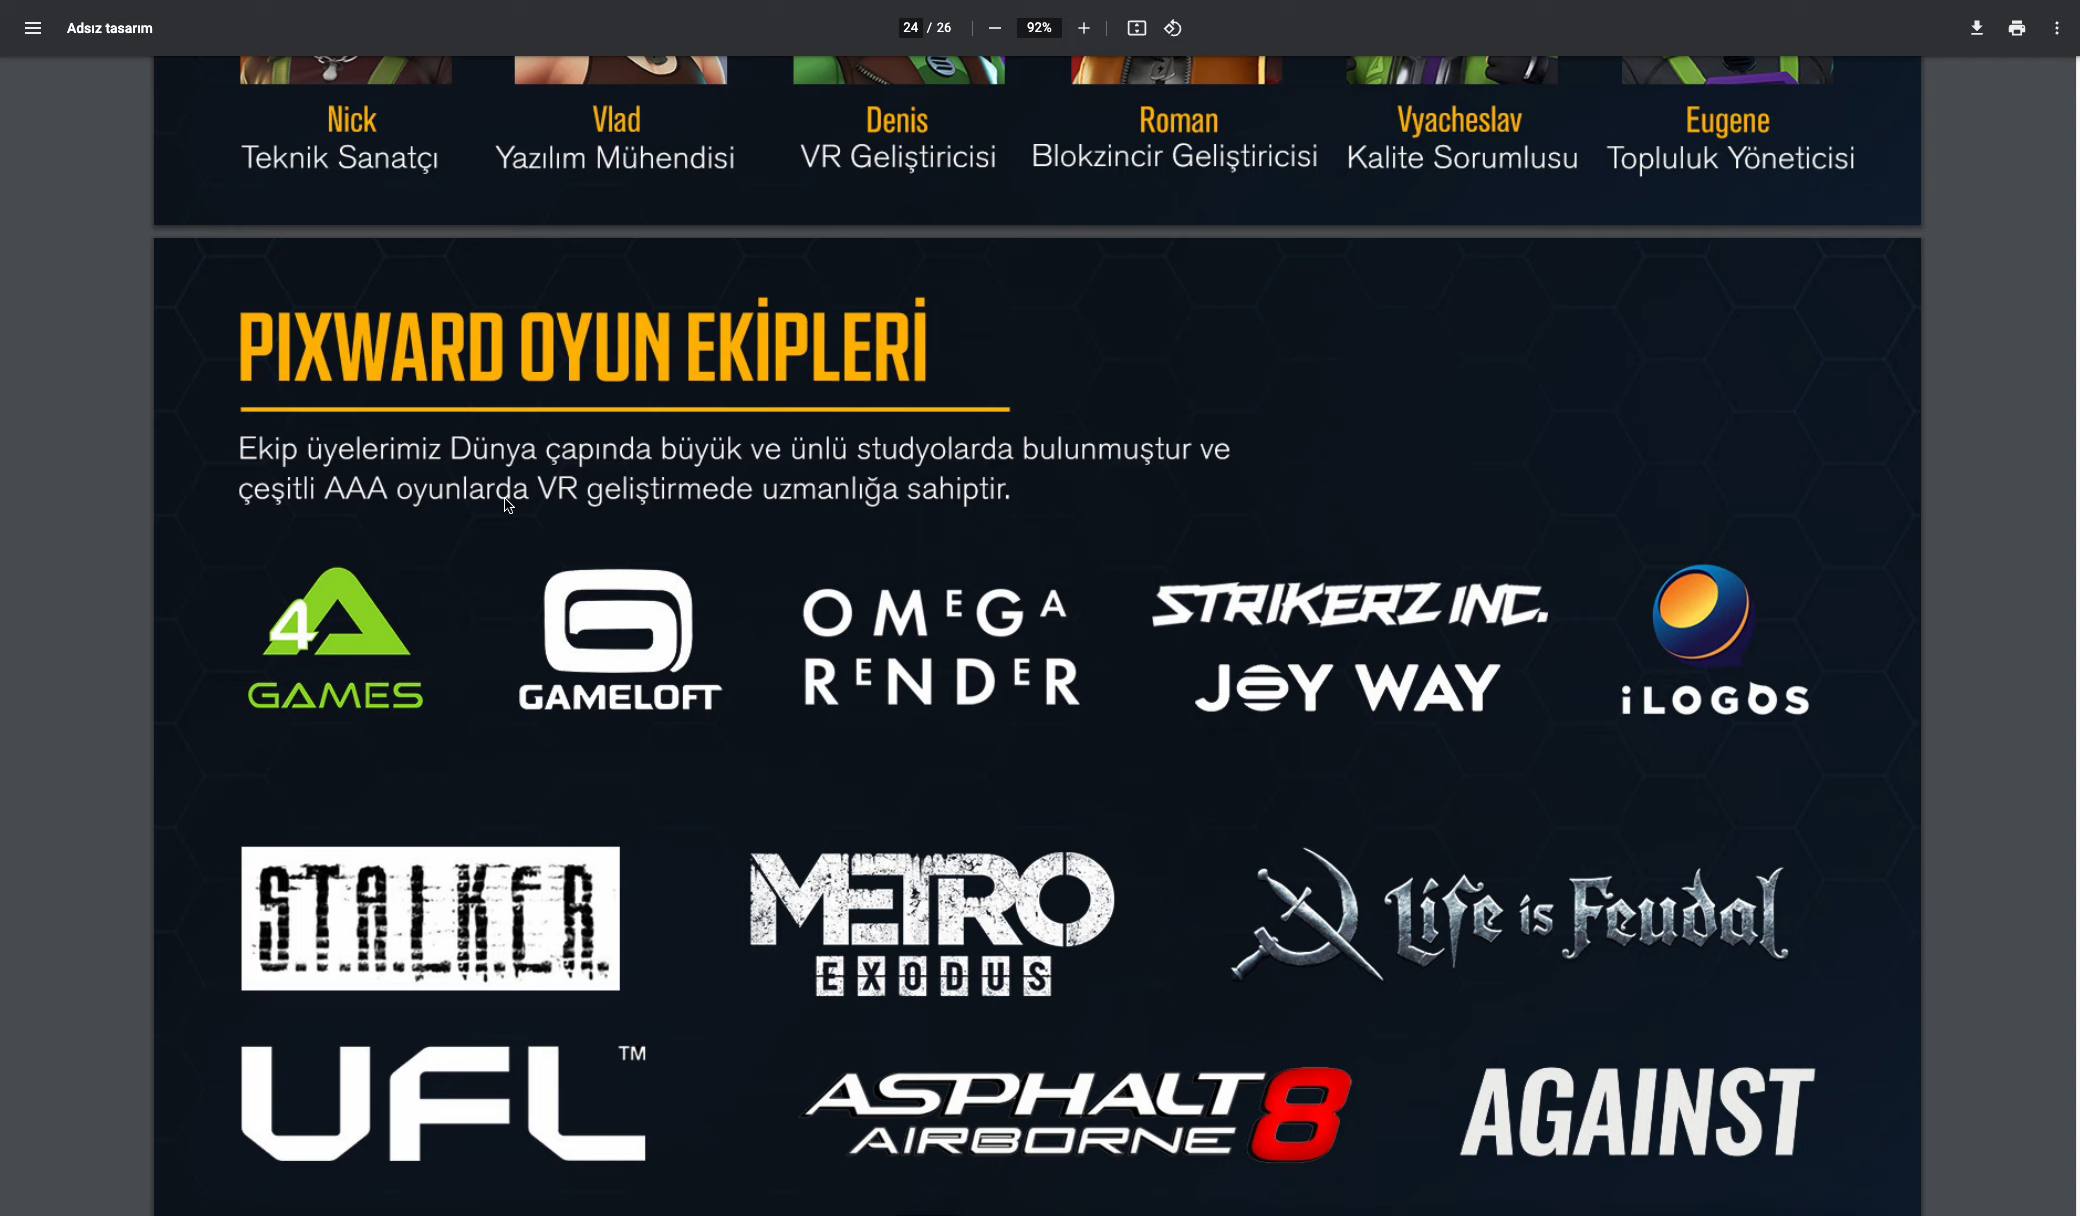 Adsız tasarım
24 / 26
92%
Nick
Vlad
Denis
Roman
Vyacheslav
Eugene
Teknik Sanatçı
Yazılım Mühendisi
VR Geliştiricisi
Blokzincir Geliştiricisi
Kalite Sorumlusu
Topluluk Yöneticisi
PIXWARD OYUN EKİPLERİ
Ekip üyelerimiz Dünya çapında büyük ve ünlü studyolarda bulunmuştur ve
çeşitli AAA oyunlarda VR geliştirmede uzmanlığa sahiptir.
4A
GAMES
GAMELOFT
OMEGA
RENDER
STRIKERZ INC.
JOY WAY
iLOGOS
S.T.A.L.K.E.R.
METRO
EXODUS
Life is Feudal
UFL™
ASPHALT 8
AIRBORNE
AGAINST